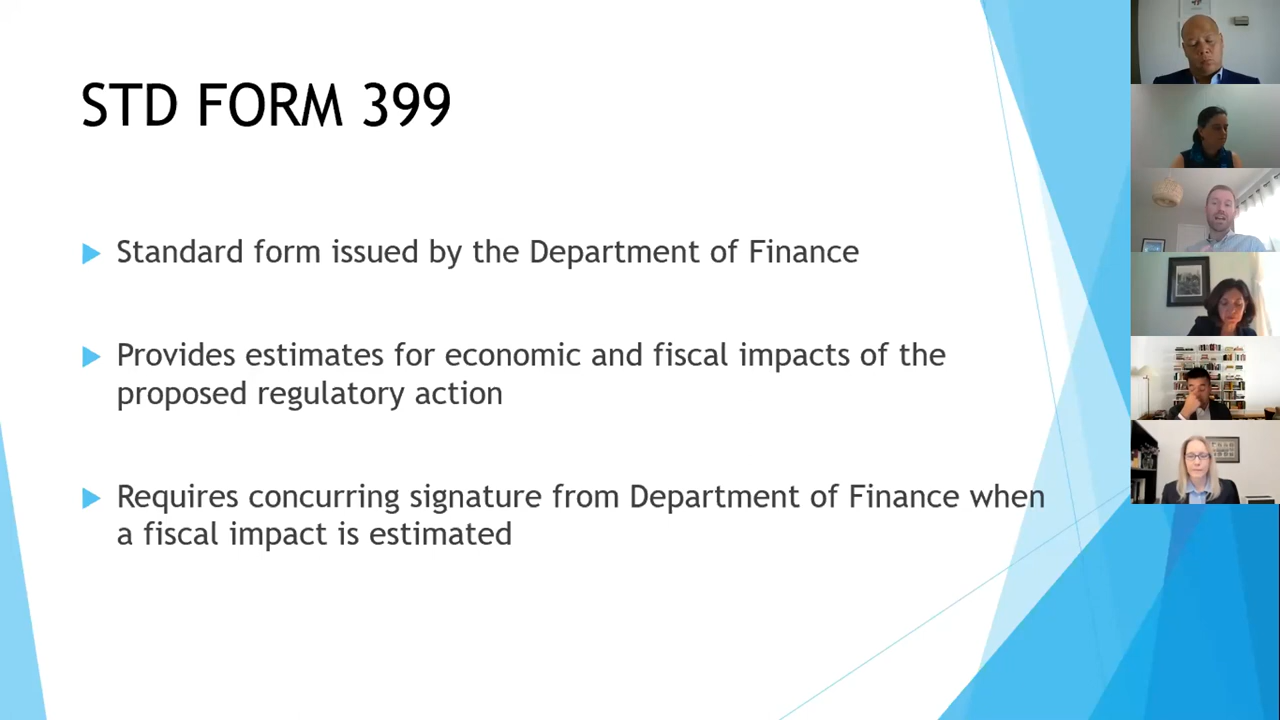 STD FORM 399
Standard form issued by the Department of Finance
Provides estimates for economic and fiscal impacts of the
proposed regulatory action
Requires concurring signature from Department of Finance when
a fiscal impact is estimated